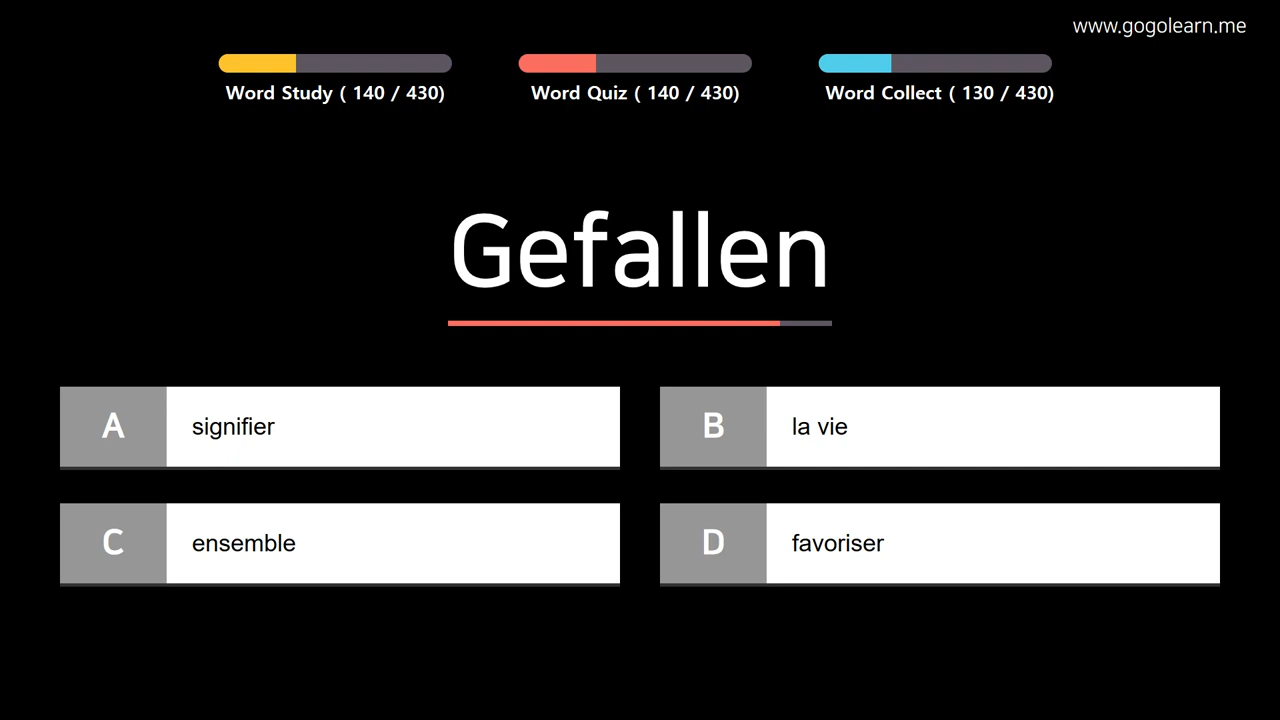 www.gogolearn.me
Word Study ( 140 / 430)
Word Quiz ( 140 / 430)
Word Collect ( 130 / 430)
Gefallen
A signifier
B la vie
C ensemble
D favoriser